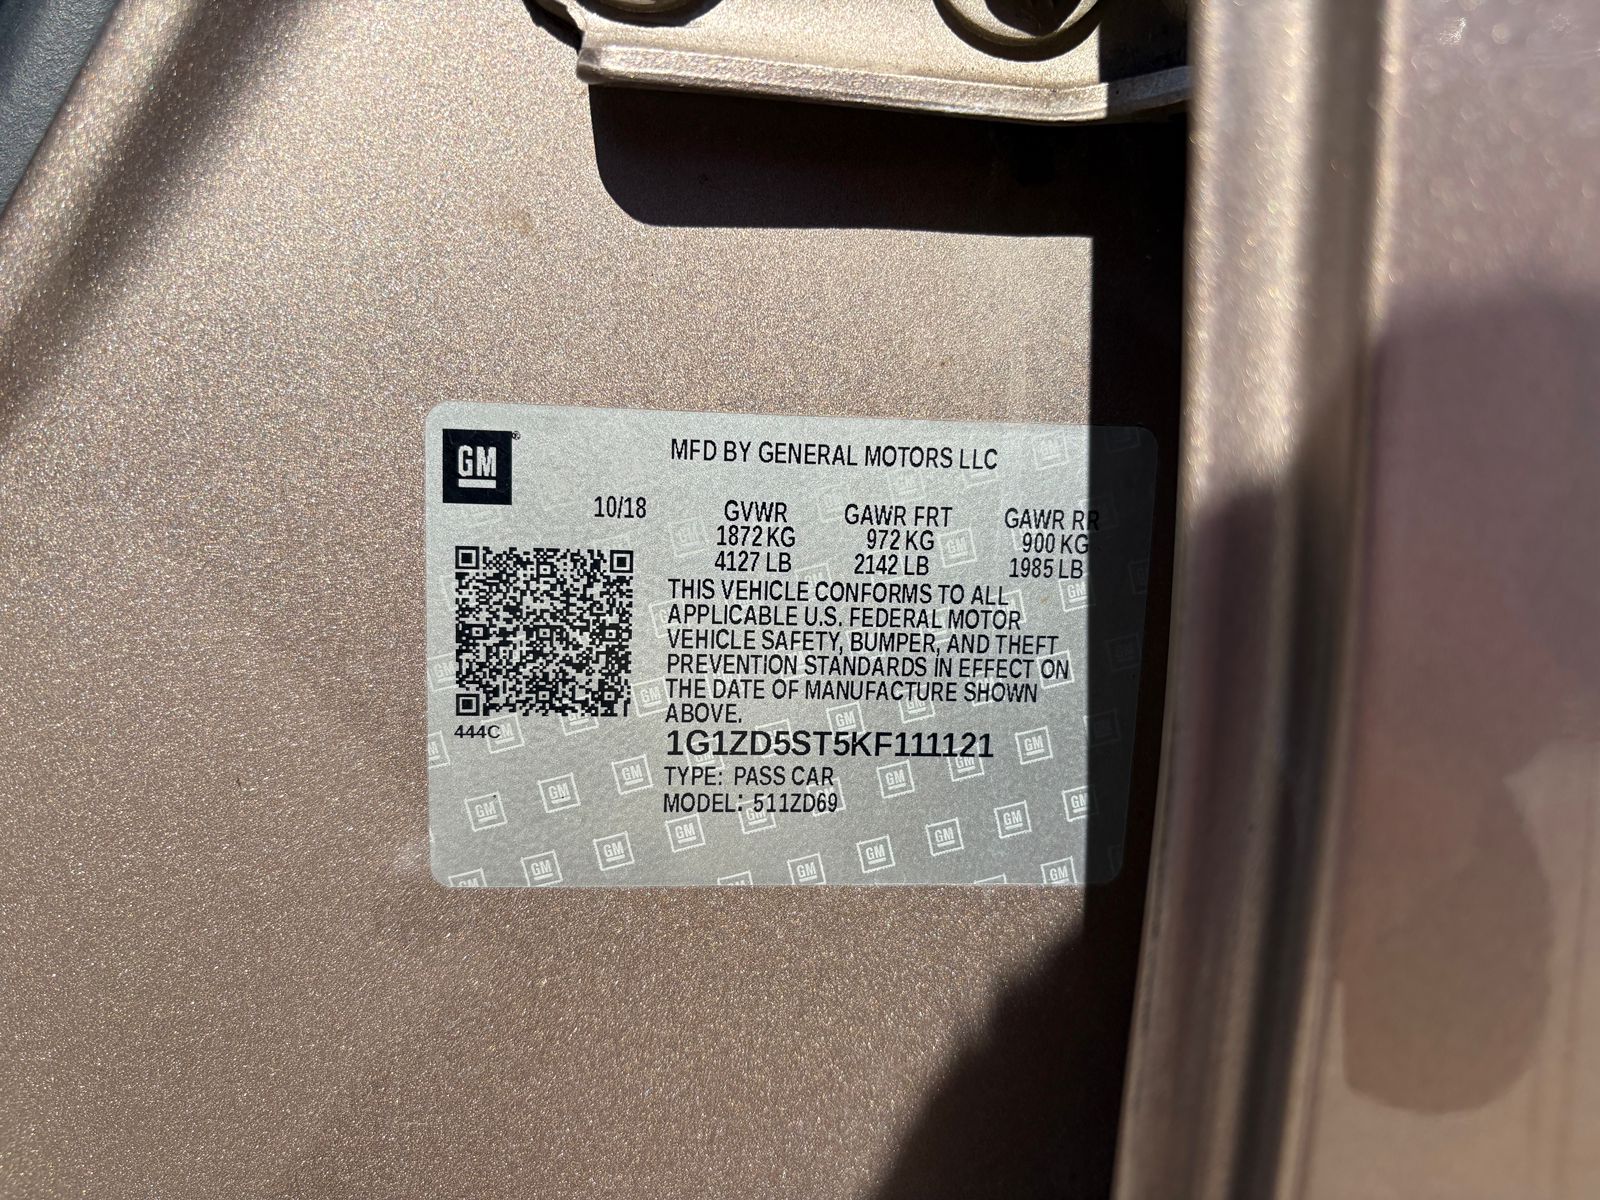 GM
MFD BY GENERAL MOTORS LLC
10/18
GVWR GAWR FRT GAWR RR
1872 KG 972 KG 900 KG
4127 LB 2142 LB 1985 LB
THIS VEHICLE CONFORMS TO ALL
APPLICABLE U.S. FEDERAL MOTOR
VEHICLE SAFETY, BUMPER, AND THEFT
PREVENTION STANDARDS IN EFFECT ON
THE DATE OF MANUFACTURE SHOWN
ABOVE.
444C
1G1ZD5ST5KF111121
TYPE: PASS CAR
MODEL: 511ZD69